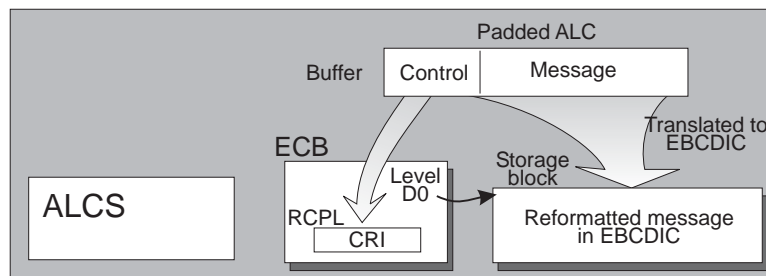 Padded ALC
Buffer
Control
Message
Translated to
EBCDIC
ECB
Level
D0
Storage
block
ALCS
RCPL
CRI
Reformatted message
in EBCDIC